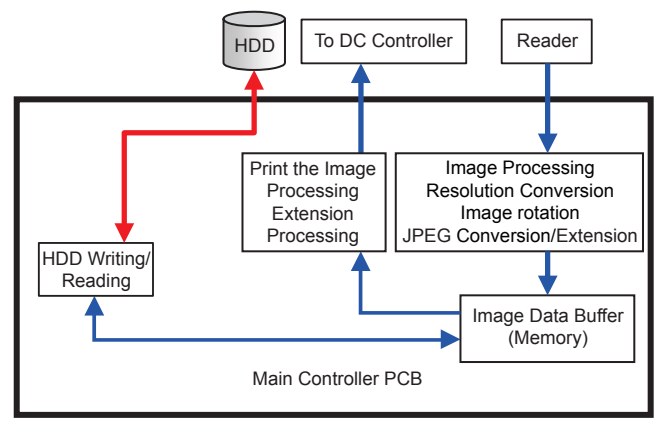 HDD
To DC Controller
Reader
Print the Image
Processing
Extension
Processing
Image Processing
Resolution Conversion
Image rotation
JPEG Conversion/Extension
HDD Writing/
Reading
Image Data Buffer
(Memory)
Main Controller PCB